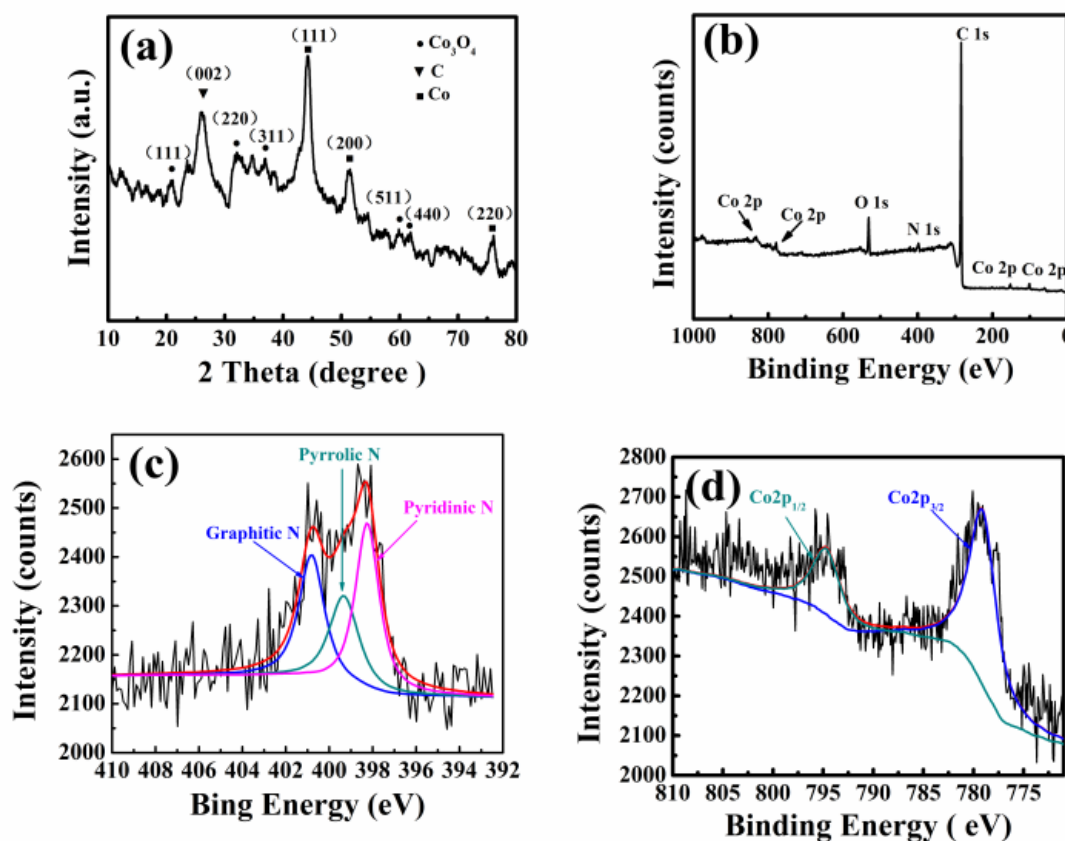 (a)
(111)
● Co₃O₄
▼ C
■ Co
(002)
(220)
(311)
(111)
(200)
(511)
(440)
(220)
Intensity (a.u.)
10 20 30 40 50 60 70 80
2 Theta (degree )
(b)
C 1s
Co 2p
Co 2p
O 1s
N 1s
Co 2p
Co 2p
Intensity (counts)
1000 800 600 400 200 0
Binding Energy (eV)
(c)
Pyrrolic N
Pyridinic N
Graphitic N
2600
2500
2400
2300
2200
2100
2000
Intensity (counts)
410 408 406 404 402 400 398 396 394 392
Bing Energy (eV)
(d)
Co2p₁/₂
Co2p₃/₂
2800
2700
2600
2500
2400
2300
2200
2100
2000
Intensity (counts)
810 805 800 795 790 785 780 775
Binding Energy ( eV)